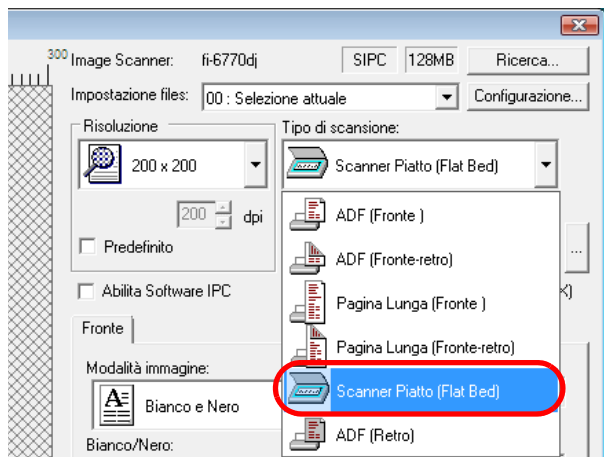 300
Image Scanner: fi-6770dj SIPC 128MB Ricerca...
Impostazione files: 00 : Selezione attuale Configurazione...
Risoluzione Tipo di scansione:
200 x 200 Scanner Piatto (Flat Bed)
200 dpi ADF (Fronte )
Predefinito ADF (Fronte-retro) ...
Abilita Software IPC Pagina Lunga (Fronte )
Fronte Pagina Lunga (Fronte-retro)
Modalità immagine:
Bianco e Nero Scanner Piatto (Flat Bed)
Bianco/Nero: ADF (Retro)